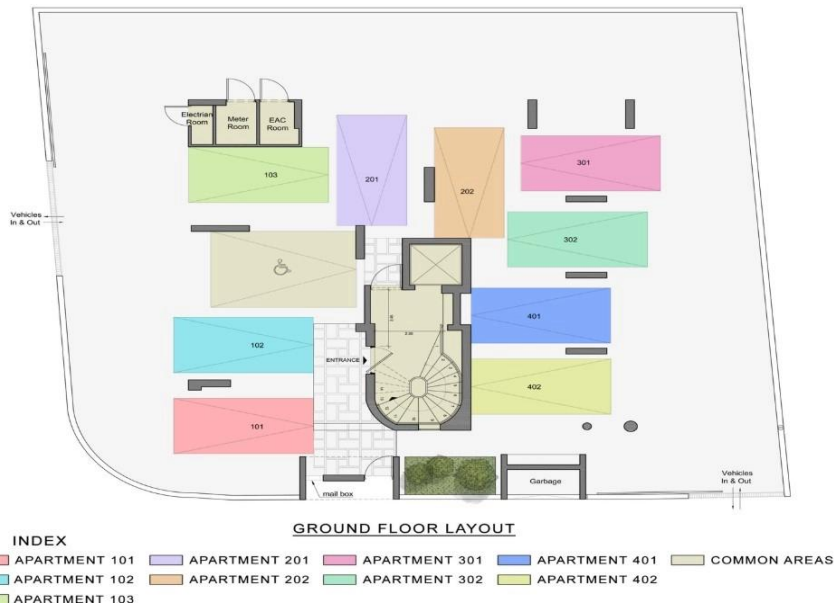 Electrian
Room
Meter
Room
EAC
Room
103
201
202
301
302
Vehicles
In & Out
102
ENTRANCE
401
402
101
mail box
Garbage
Vehicles
In & Out
GROUND FLOOR LAYOUT
INDEX
APARTMENT 101
APARTMENT 201
APARTMENT 301
APARTMENT 401
COMMON AREAS
APARTMENT 102
APARTMENT 202
APARTMENT 302
APARTMENT 402
APARTMENT 103